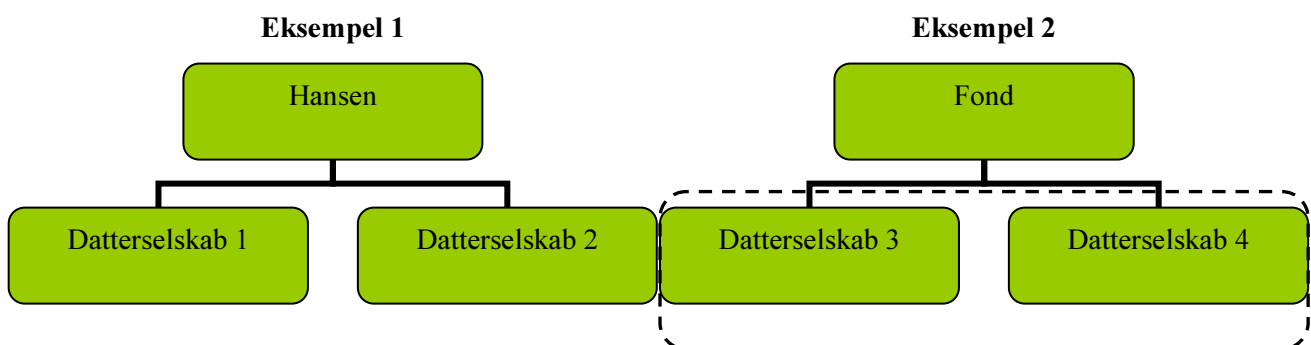 Eksempel 1
Eksempel 2
Hansen
Fond
Datterselskab 1
Datterselskab 2
Datterselskab 3
Datterselskab 4